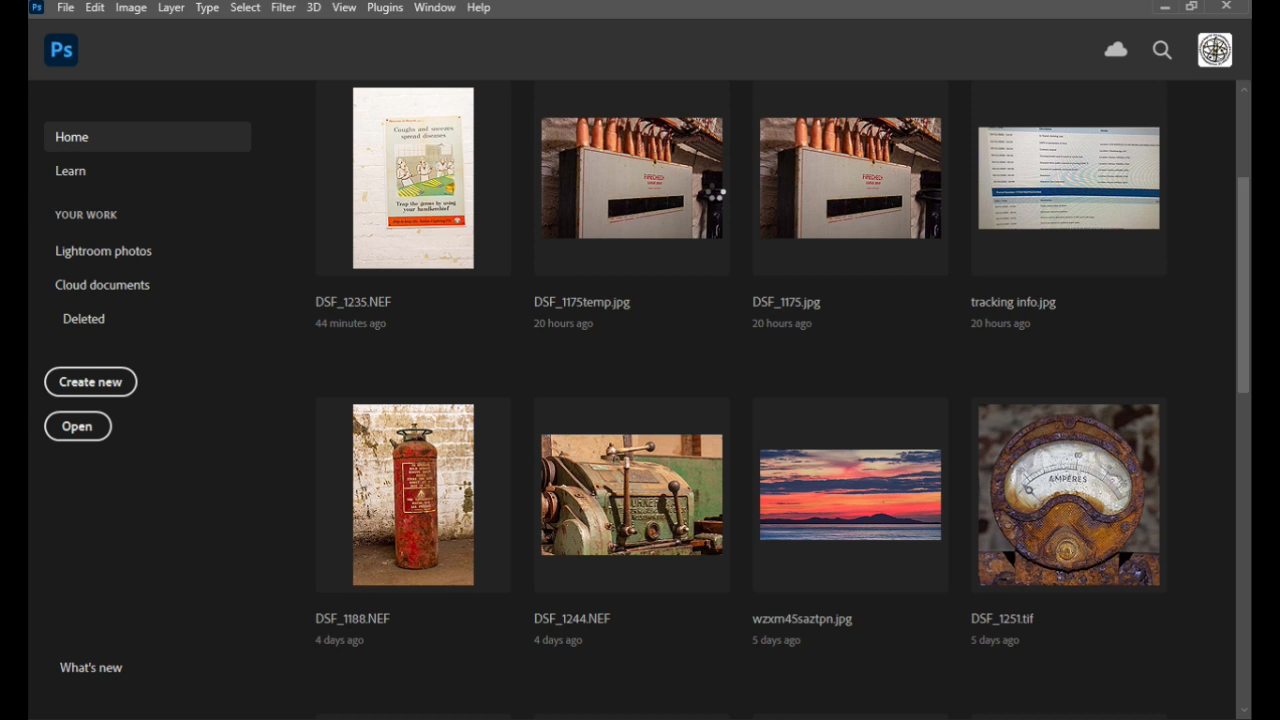 Ps File Edit Image Layer Type Select Filter 3D View Plugins Window Help
Ps
Home
Learn
YOUR WORK
Lightroom photos
Cloud documents
Deleted
Create new
Open
What's new
Coughs and sneezes
spread diseases
Trap the germs by using
your handkerchief
DSF_1235.NEF
44 minutes ago
DSF_1175temp.jpg
20 hours ago
DSF_1175.jpg
20 hours ago
tracking info.jpg
20 hours ago
AMPÈRES
DSF_1188.NEF
4 days ago
DSF_1244.NEF
4 days ago
wzxm45saztpn.jpg
5 days ago
DSF_1251.tif
5 days ago